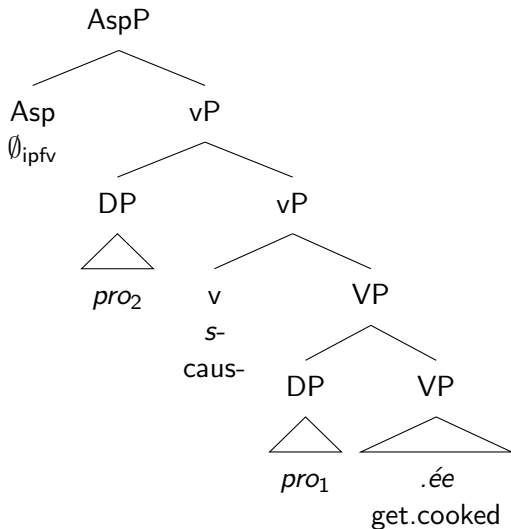 AspP
Asp vP
∅ipfv
DP vP
pro2 v VP
s-
caus-
DP VP
pro1 .ée
get.cooked